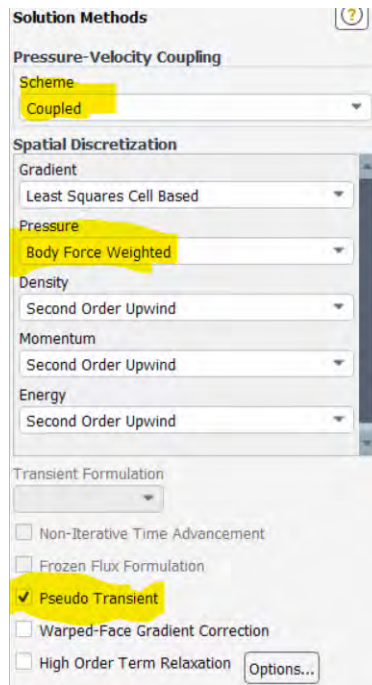 Solution Methods
?
Pressure-Velocity Coupling
Scheme
Coupled
Spatial Discretization
Gradient
Least Squares Cell Based
Pressure
Body Force Weighted
Density
Second Order Upwind
Momentum
Second Order Upwind
Energy
Second Order Upwind
Transient Formulation
Non-Iterative Time Advancement
Frozen Flux Formulation
Pseudo Transient
Warped-Face Gradient Correction
High Order Term Relaxation Options...